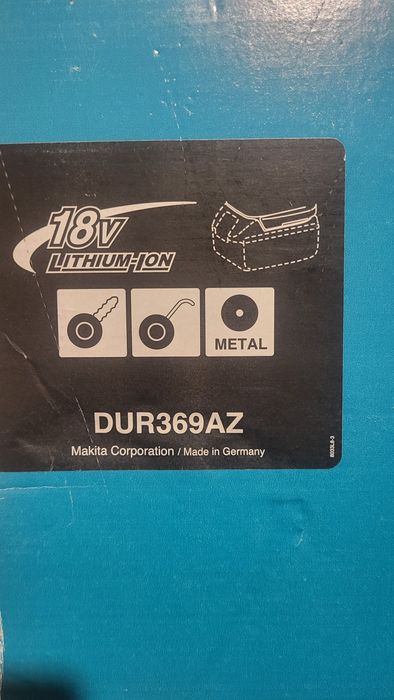 18V
LITHIUM-ION
METAL
DUR369AZ
Makita Corporation / Made in Germany